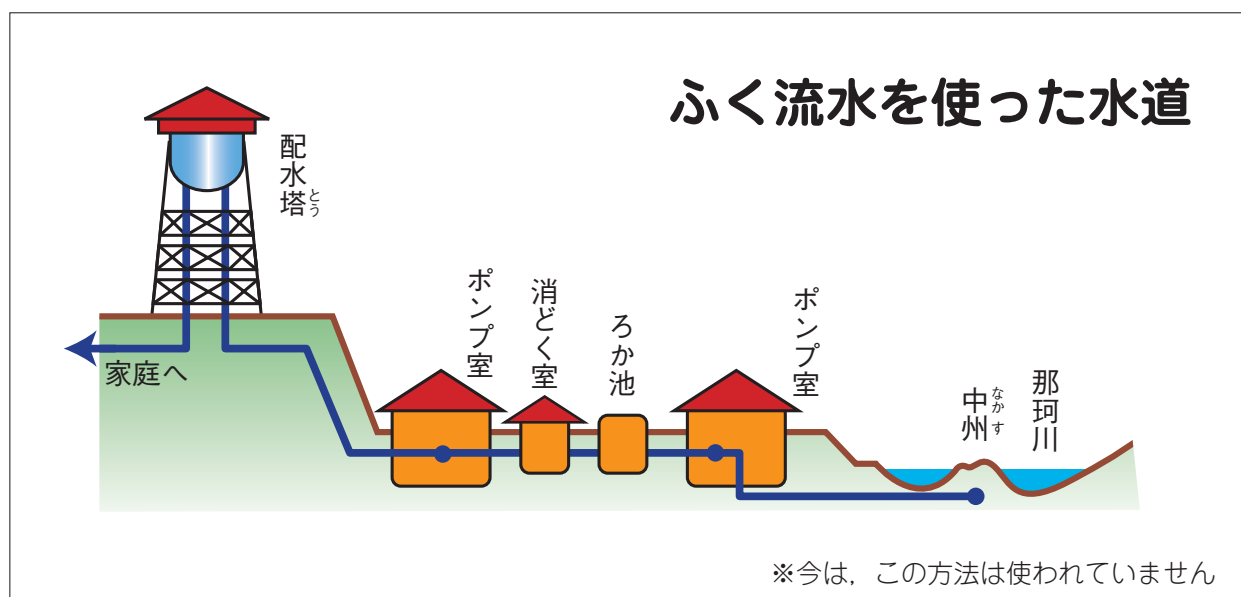 ふく流水を使った水道
配水塔
とう
ポンプ室
消どく室
ろか池
ポンプ室
中州
なかす
那珂川
家庭へ
※今は，この方法は使われていません